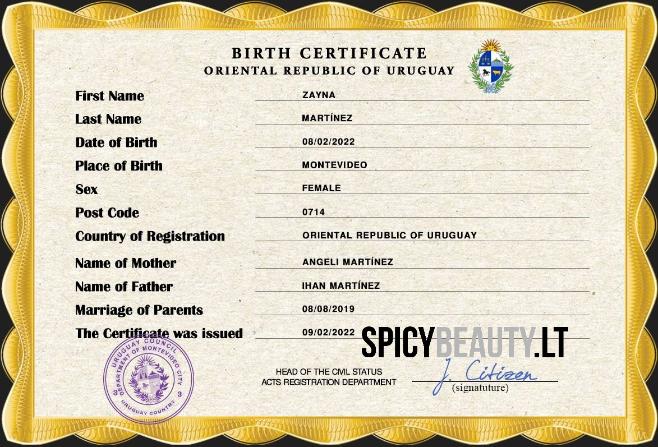 BIRTH CERTIFICATE
ORIENTAL REPUBLIC OF URUGUAY
First Name ZAYNA
Last Name MARTÍNEZ
Date of Birth 08/02/2022
Place of Birth MONTEVIDEO
Sex FEMALE
Post Code 0714
Country of Registration ORIENTAL REPUBLIC OF URUGUAY
Name of Mother ANGELI MARTÍNEZ
Name of Father IHAN MARTÍNEZ
Marriage of Parents 08/08/2019
The Certificate was issued 09/02/2022
SPICYBEAUTY.LT
URUGUAY COUNCIL
DEPARTMENT OF MONTEVIDEO CITY
URUGUAY COUNTRY
HEAD OF THE CIVIL STATUS
ACTS REGISTRATION DEPARTMENT
J. Citizen
(signatuture)